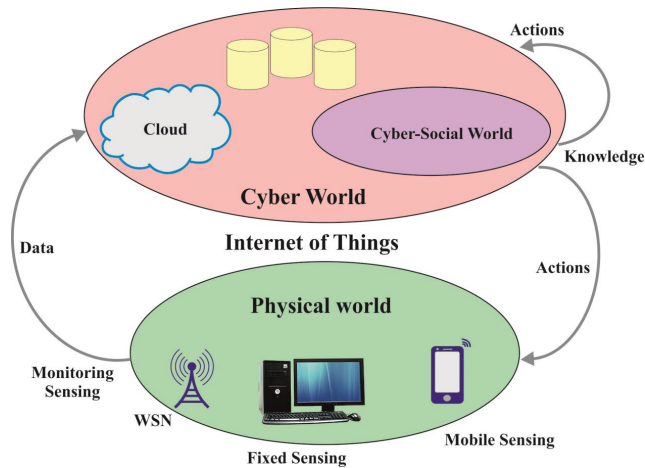 Actions
Cloud
Cyber-Social World
Knowledge
Cyber World
Internet of Things
Data
Actions
Physical world
Monitoring
Sensing
WSN
Mobile Sensing
Fixed Sensing